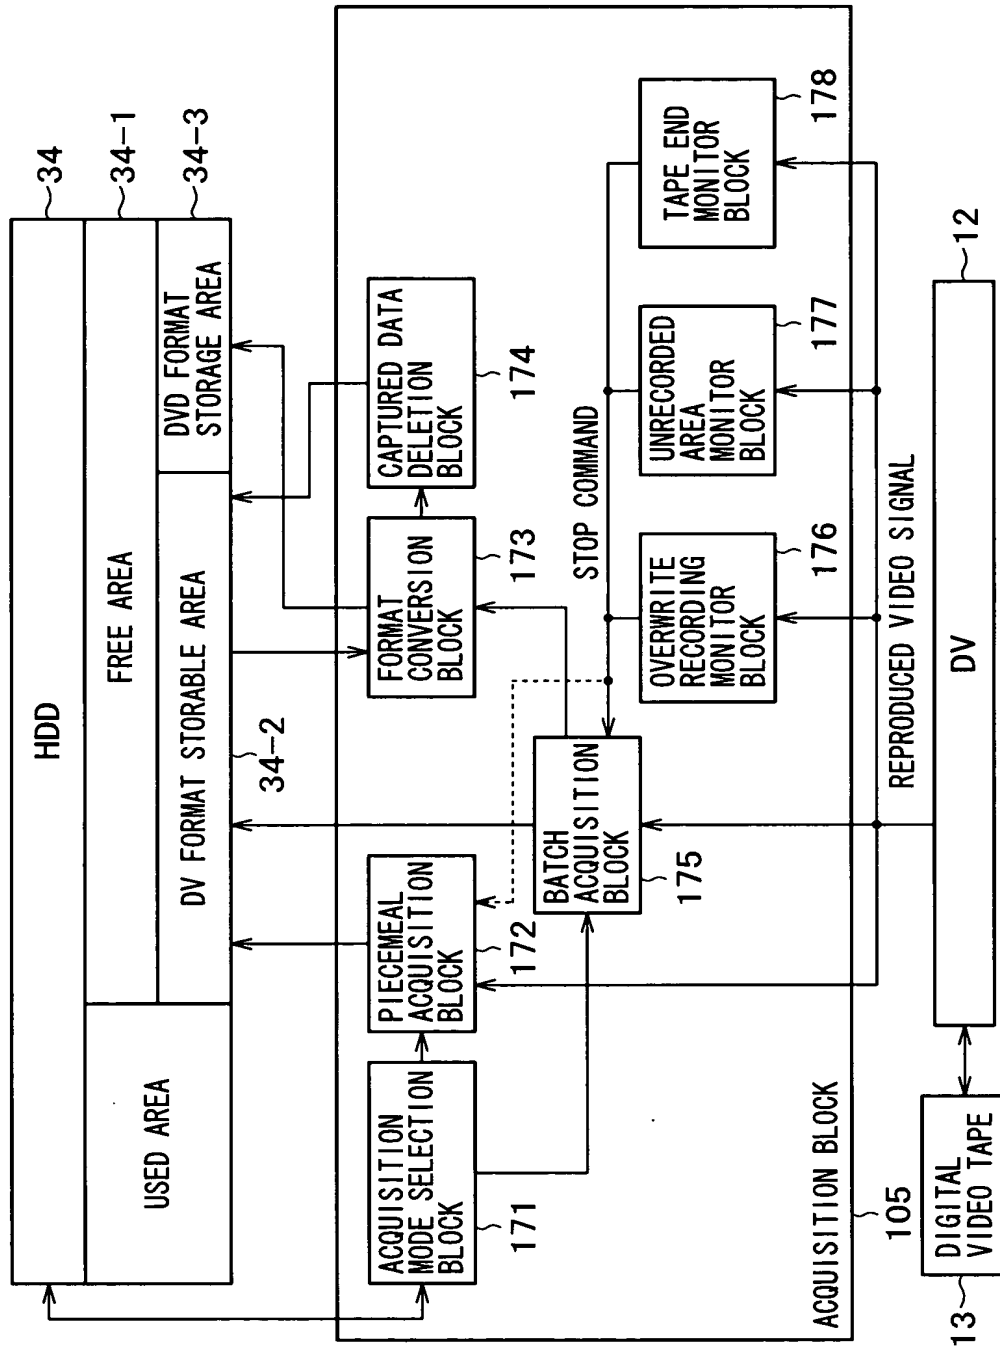 HDD
34
FREE AREA
34-1
USED AREA
DV FORMAT STORABLE AREA
34-2
DVD FORMAT
STORAGE AREA
34-3
ACQUISITION
MODE SELECTION
BLOCK
171
PIECEMEAL
ACQUISITION
BLOCK
172
FORMAT
CONVERSION
BLOCK
173
CAPTURED DATA
DELETION
BLOCK
174
BATCH
ACQUISITION
BLOCK
175
STOP COMMAND
OVERWRITE
RECORDING
MONITOR
BLOCK
176
UNRECORDED
AREA
MONITOR
BLOCK
177
TAPE END
MONITOR
BLOCK
178
ACQUISITION BLOCK
105
REPRODUCED VIDEO SIGNAL
DIGITAL
VIDEO TAPE
13
DV
12